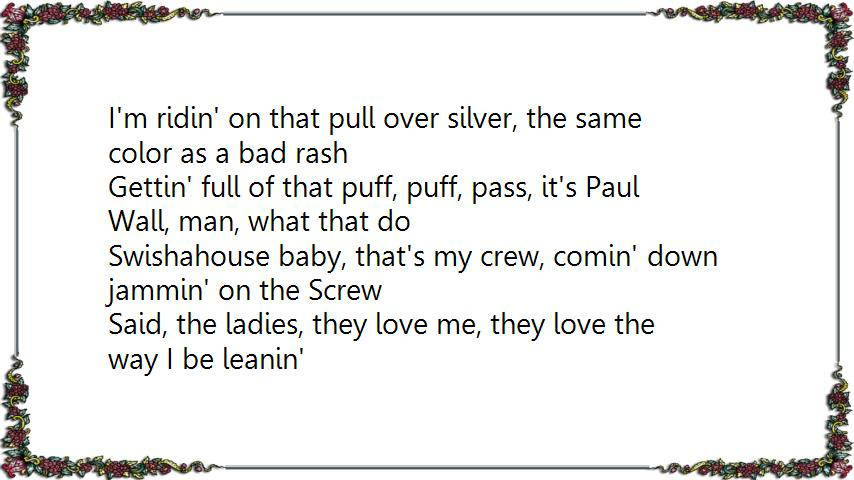 I'm ridin' on that pull over silver, the same
color as a bad rash
Gettin' full of that puff, puff, pass, it's Paul
Wall, man, what that do
Swishahouse baby, that's my crew, comin' down
jammin' on the Screw
Said, the ladies, they love me, they love the
way I be leanin'